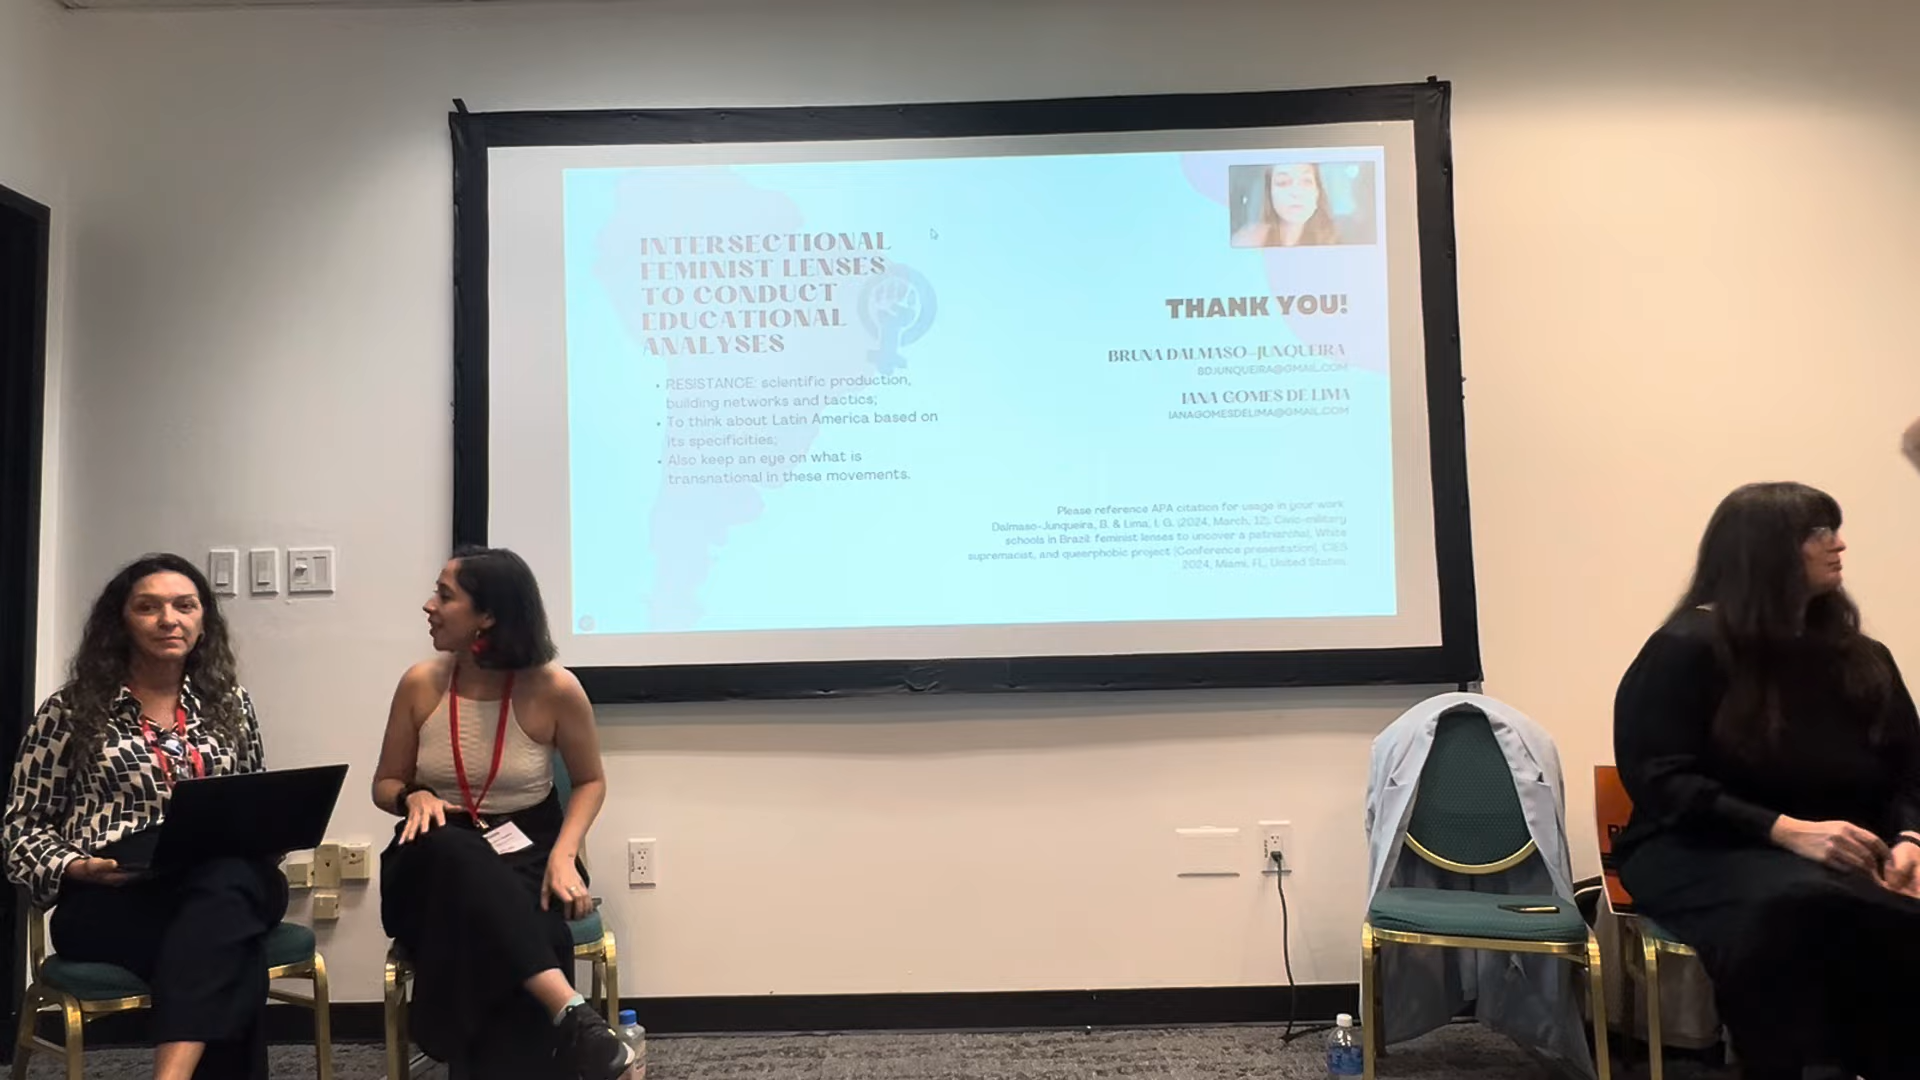 INTERSECTIONAL
FEMINIST LENSES
TO CONDUCT
EDUCATIONAL
ANALYSES
• RESISTANCE: scientific production,
building networks and tactics;
• To think about Latin America based on
its specificities;
• Also keep an eye on what is
transnational in these movements.
THANK YOU!
BRUNA DALMASO-JUNQUEIRA
BDJUNQUEIRA@GMAIL.COM
IANA GOMES DE LIMA
IANAGOMESDELIMA@GMAIL.COM
Please reference APA citation for usage in your work
Dalmaso-Junqueira, B. & Lima, I. G. (2024, March, 12). Civic-military
schools in Brazil: feminist lenses to uncover a patriarchal, White
supremacist, and queerphobic project [Conference presentation]. CIES
2024, Miami, FL, United States